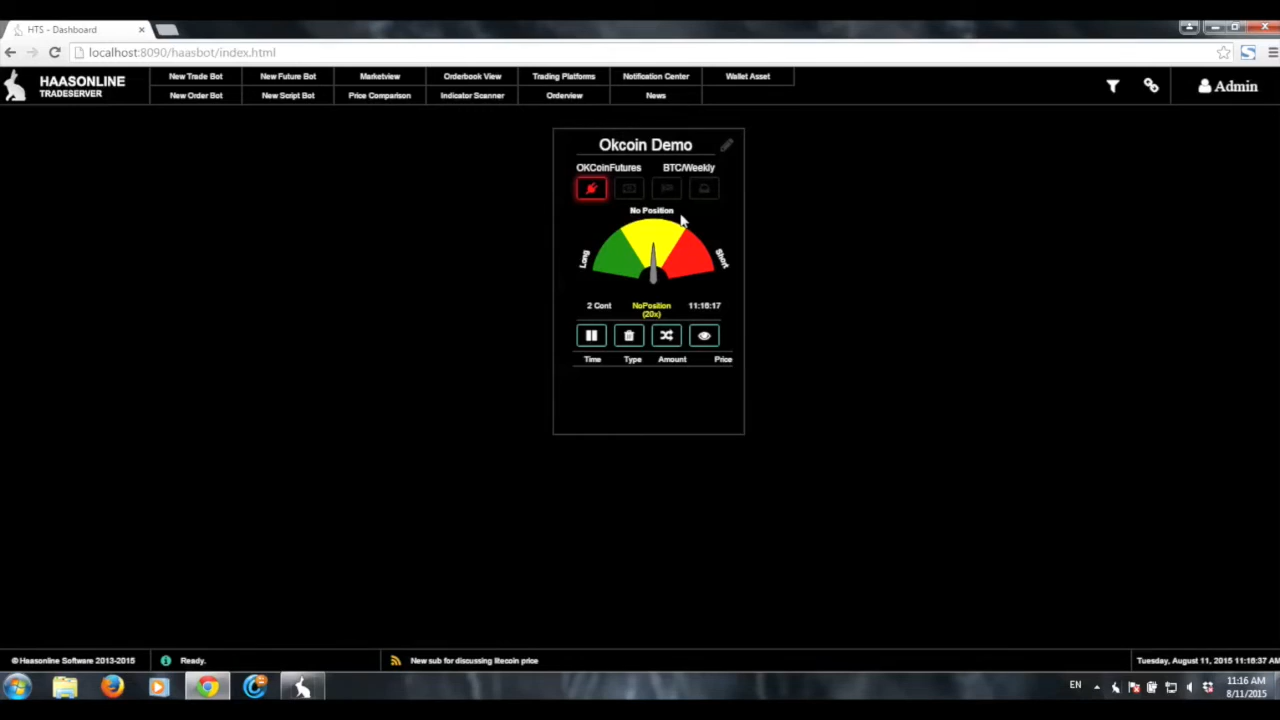 HTS - Dashboard
localhost:8090/haasbot/index.html
HAASONLINE
TRADESERVER
New Trade Bot
New Future Bot
Marketview
Orderbook View
Trading Platforms
Notification Center
Wallet Asset
New Order Bot
New Script Bot
Price Comparison
Indicator Scanner
Orderview
News
Admin
Okcoin Demo
OKCoinFutures
BTC/Weekly
No Position
Long
Short
2 Cont
NoPosition
(20x)
11:16:17
Time
Type
Amount
Price
© Haasonline Software 2013-2015
Ready.
New sub for discussing litecoin price
Tuesday, August 11, 2015 11:16:37 AM
EN
11:16 AM
8/11/2015